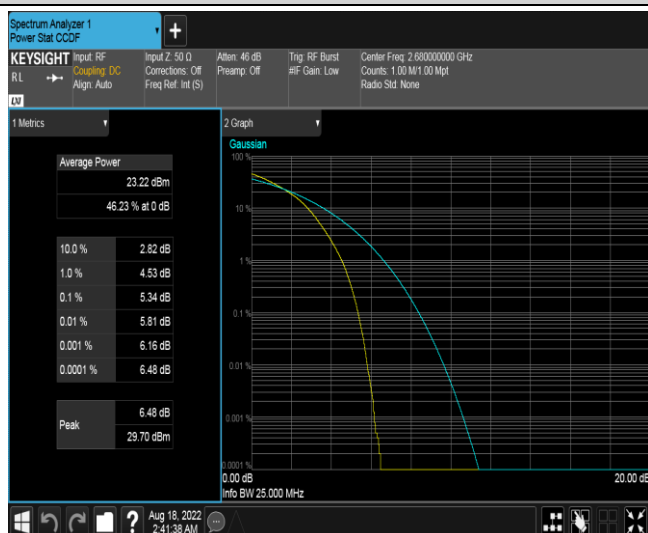 Spectrum Analyzer 1
Power Stat CCDF
+
KEYSIGHT Input: RF Input Z: 50 Ω Atten: 46 dB Trig: RF Burst Center Freq: 2.680000000 GHz
RL Coupling: DC Corrections: Off Preamp: Off #IF Gain: Low Counts: 1.00 M/1.00 Mpt
Align: Auto Freq Ref: Int (S) Radio Std: None
LXI
1 Metrics
Average Power
23.22 dBm
46.23 % at 0 dB
10.0 % 2.82 dB
1.0 % 4.53 dB
0.1 % 5.34 dB
0.01 % 5.81 dB
0.001 % 6.16 dB
0.0001 % 6.48 dB
Peak 6.48 dB
29.70 dBm
2 Graph
Gaussian
100 %
10 %
1 %
0.1 %
0.01 %
0.001 %
0.0001 %
0.00 dB 20.00 dB
Info BW 25.000 MHz
? Aug 18, 2022
2:41:38 AM